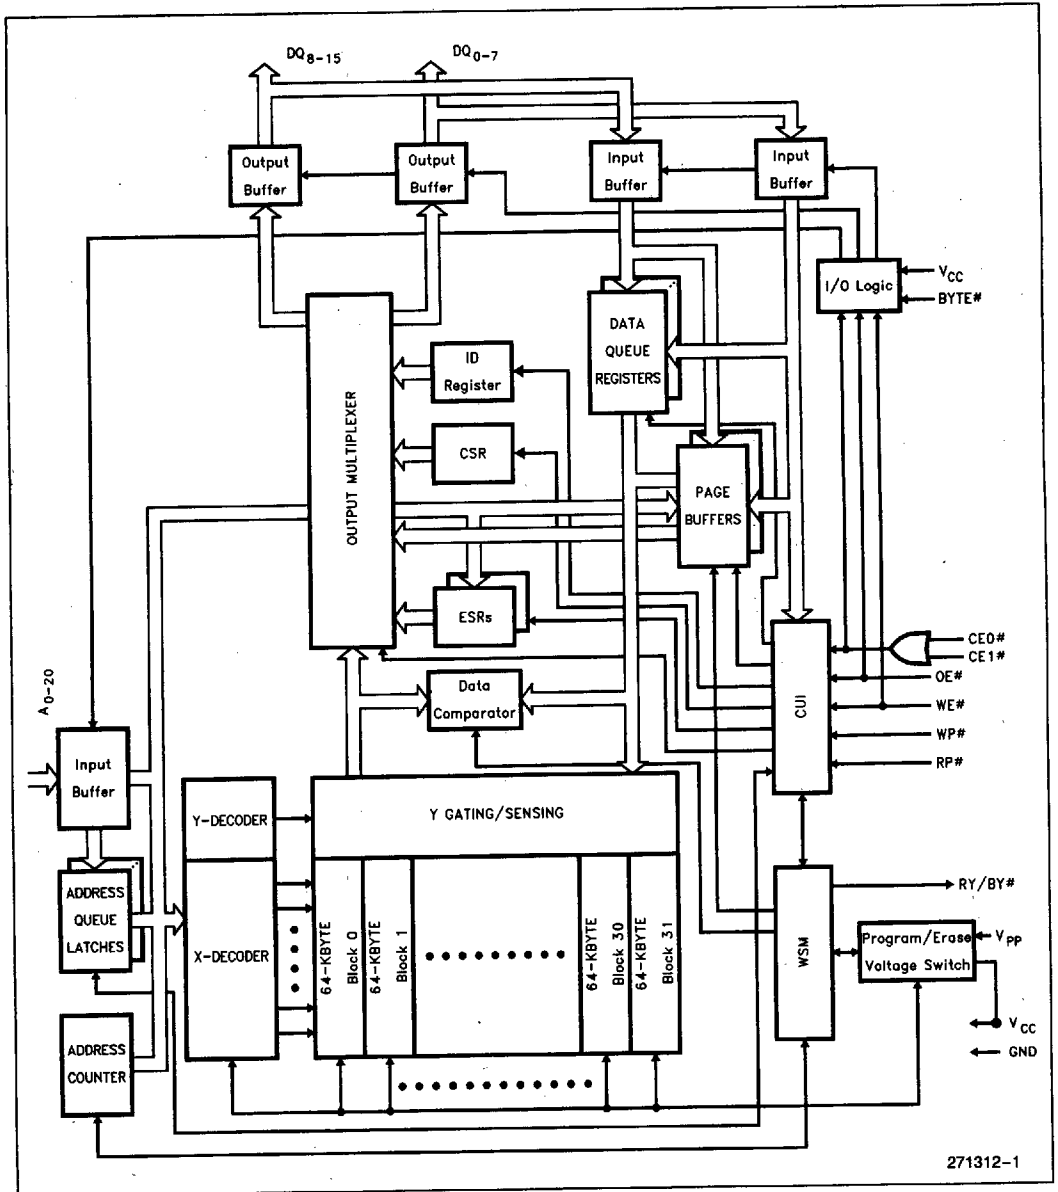 DQ8-15
DQ0-7
Output
Buffer
Output
Buffer
Input
Buffer
Input
Buffer
I/O Logic
VCC
BYTE#
DATA
QUEUE
REGISTERS
OUTPUT MULTIPLEXER
ID
Register
CSR
PAGE
BUFFERS
ESRs
CE0#
CE1#
OE#
WE#
WP#
RP#
CUI
Data
Comparator
A0-20
Input
Buffer
Y-DECODER
Y GATING/SENSING
ADDRESS
QUEUE
LATCHES
X-DECODER
64-KBYTE
Block 0
64-KBYTE
Block 1
64-KBYTE
Block 30
64-KBYTE
Block 31
WSM
RY/BY#
Program/Erase
Voltage Switch
VPP
VCC
GND
ADDRESS
COUNTER
271312-1